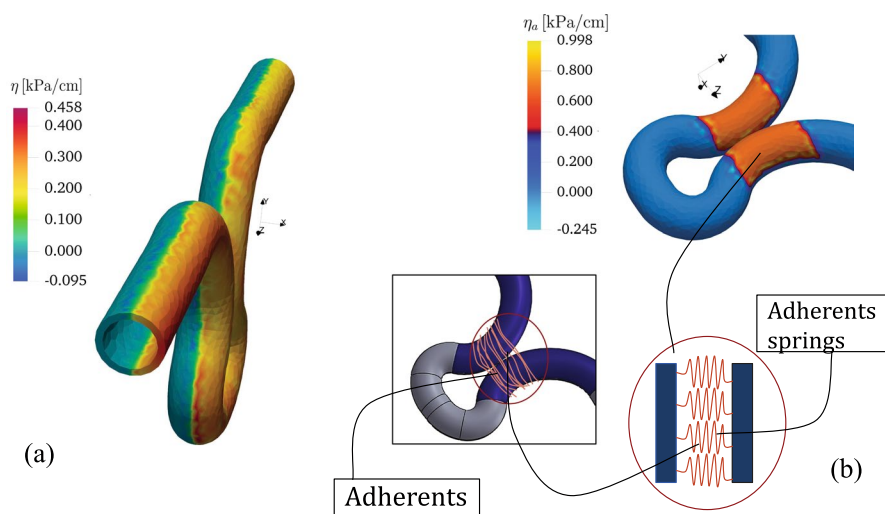 η [kPa/cm]
0.458
0.400
0.300
0.200
0.100
0.000
-0.095
Y
X
Z
(a)
ηₐ [kPa/cm]
0.998
0.800
0.600
0.400
0.200
0.000
-0.245
Y
X
Z
Adherents
springs
Adherents
(b)